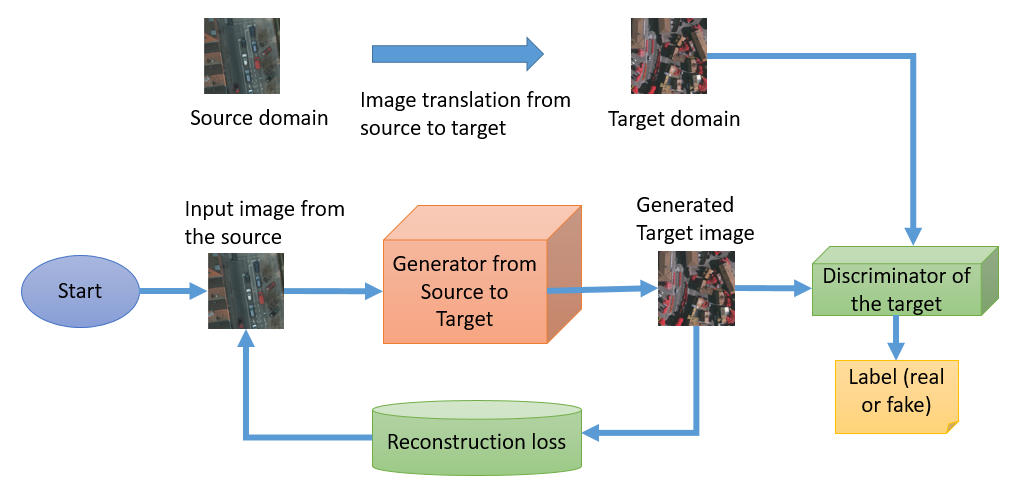 Source domain
Image translation from
source to target
Target domain
Input image from
the source
Generated
Target image
Start
Generator from
Source to
Target
Discriminator of
the target
Label (real
or fake)
Reconstruction loss